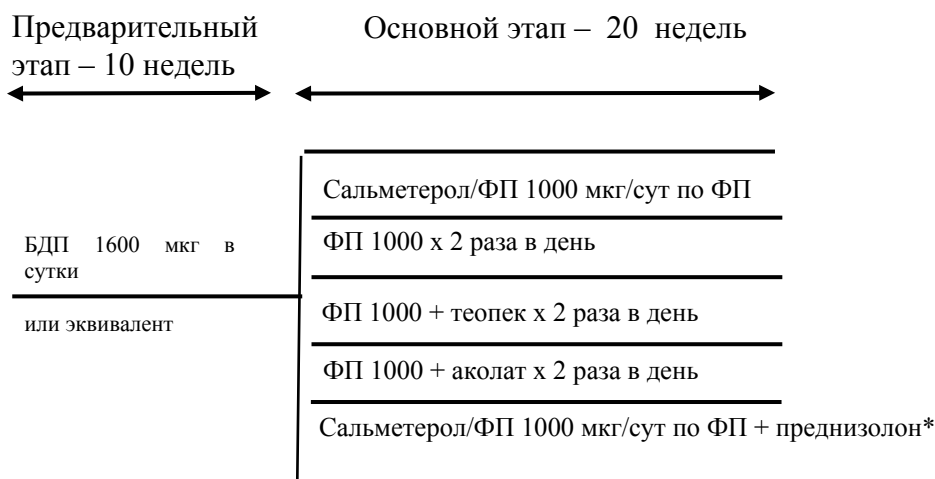 Предварительный
этап – 10 недель
Основной этап – 20 недель
Сальметерол/ФП 1000 мкг/сут по ФП
БДП 1600 мкг в
сутки
ФП 1000 х 2 раза в день
или эквивалент
ФП 1000 + теопек х 2 раза в день
ФП 1000 + аколат х 2 раза в день
Сальметерол/ФП 1000 мкг/сут по ФП + преднизолон*